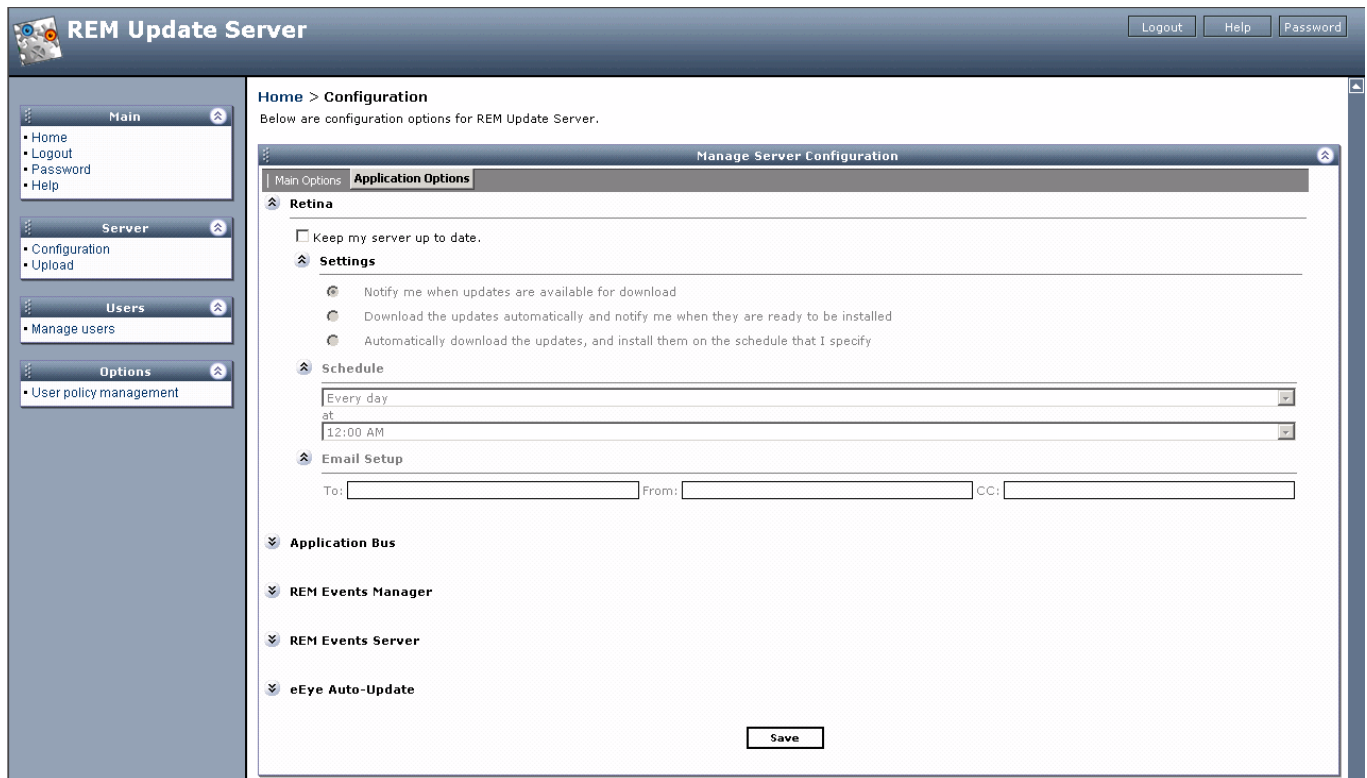 REM Update Server
Logout Help Password
Main
Home
Logout
Password
Help
Server
Configuration
Upload
Users
Manage users
Options
User policy management
Home > Configuration
Below are configuration options for REM Update Server.
Manage Server Configuration
| Main Options Application Options
Retina
Keep my server up to date.
Settings
Notify me when updates are available for download
Download the updates automatically and notify me when they are ready to be installed
Automatically download the updates, and install them on the schedule that I specify
Schedule
Every day
at
12:00 AM
Email Setup
To: From: CC:
Application Bus
REM Events Manager
REM Events Server
eEye Auto-Update
Save